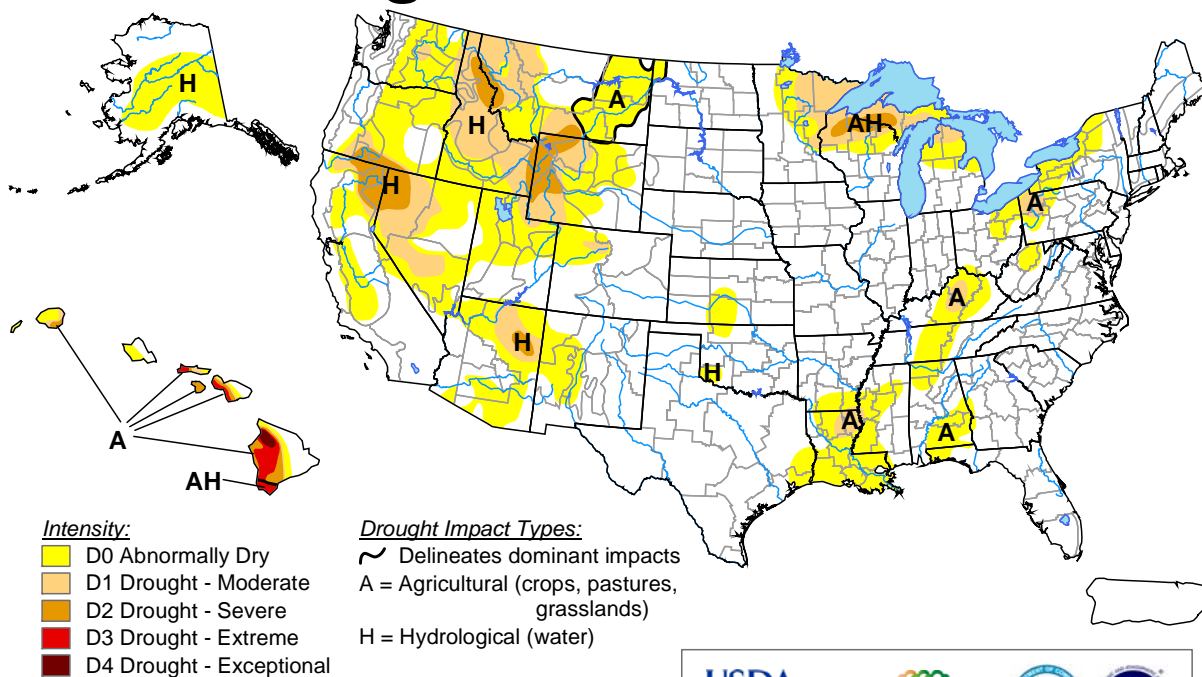 H
A
H
AH
H
A
A
H
H
A
A
A
AH
Intensity:
D0 Abnormally Dry
D1 Drought - Moderate
D2 Drought - Severe
D3 Drought - Extreme
D4 Drought - Exceptional
Drought Impact Types:
Delineates dominant impacts
A = Agricultural (crops, pastures,
grasslands)
H = Hydrological (water)
USDA